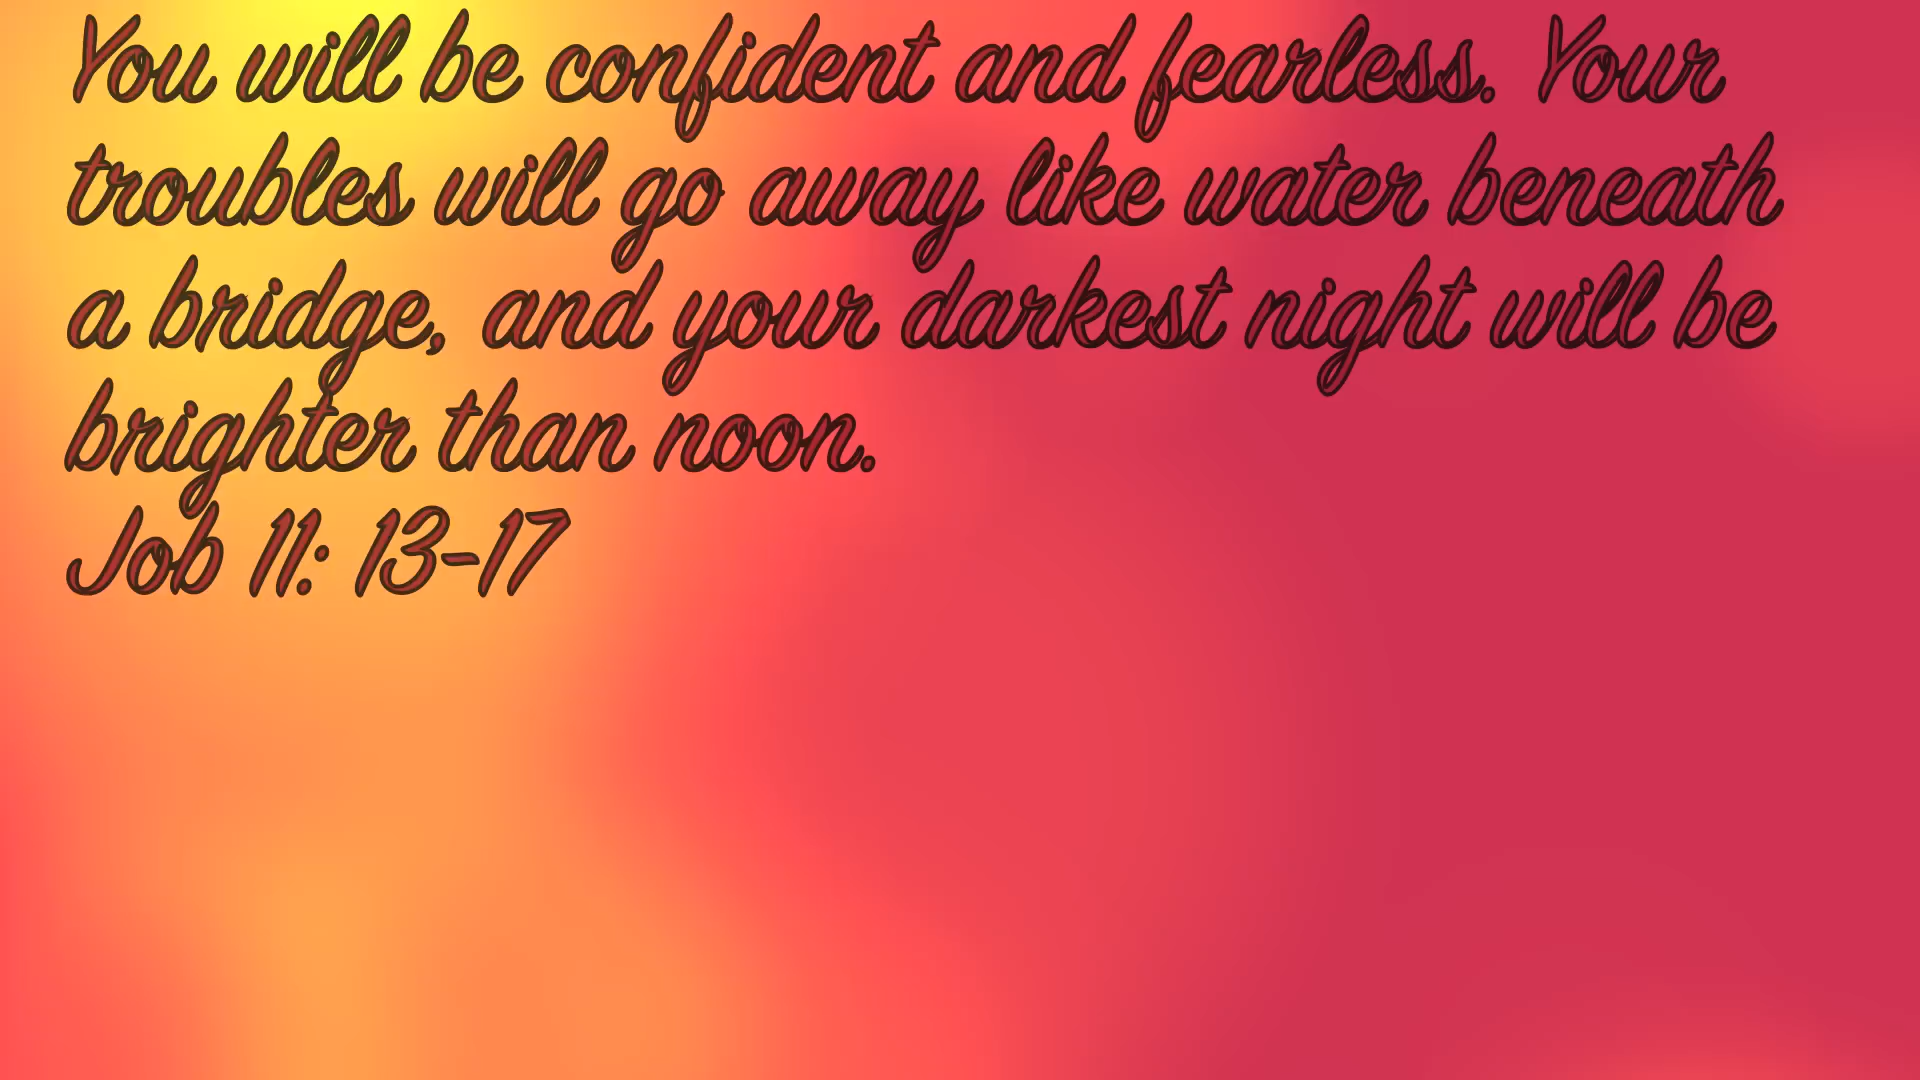 You will be confident and fearless. Your
troubles will go away like water beneath
a bridge, and your darkest night will be
brighter than noon.
Job 11: 13-17